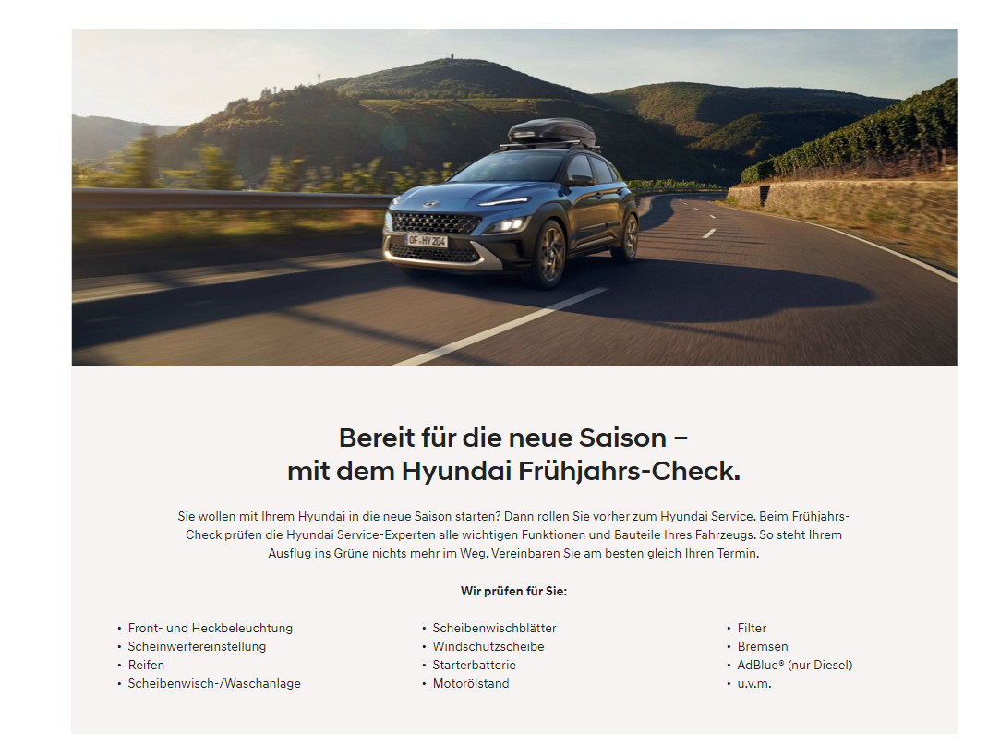 OF HY 204
Bereit für die neue Saison –
mit dem Hyundai Frühjahrs-Check.
Sie wollen mit Ihrem Hyundai in die neue Saison starten? Dann rollen Sie vorher zum Hyundai Service. Beim Frühjahrs-
Check prüfen die Hyundai Service-Experten alle wichtigen Funktionen und Bauteile Ihres Fahrzeugs. So steht Ihrem
Ausflug ins Grüne nichts mehr im Weg. Vereinbaren Sie am besten gleich Ihren Termin.
Wir prüfen für Sie:
• Front- und Heckbeleuchtung
• Scheinwerfereinstellung
• Reifen
• Scheibenwisch-/Waschanlage
• Scheibenwischblätter
• Windschutzscheibe
• Starterbatterie
• Motorölstand
• Filter
• Bremsen
• AdBlue® (nur Diesel)
• u.v.m.